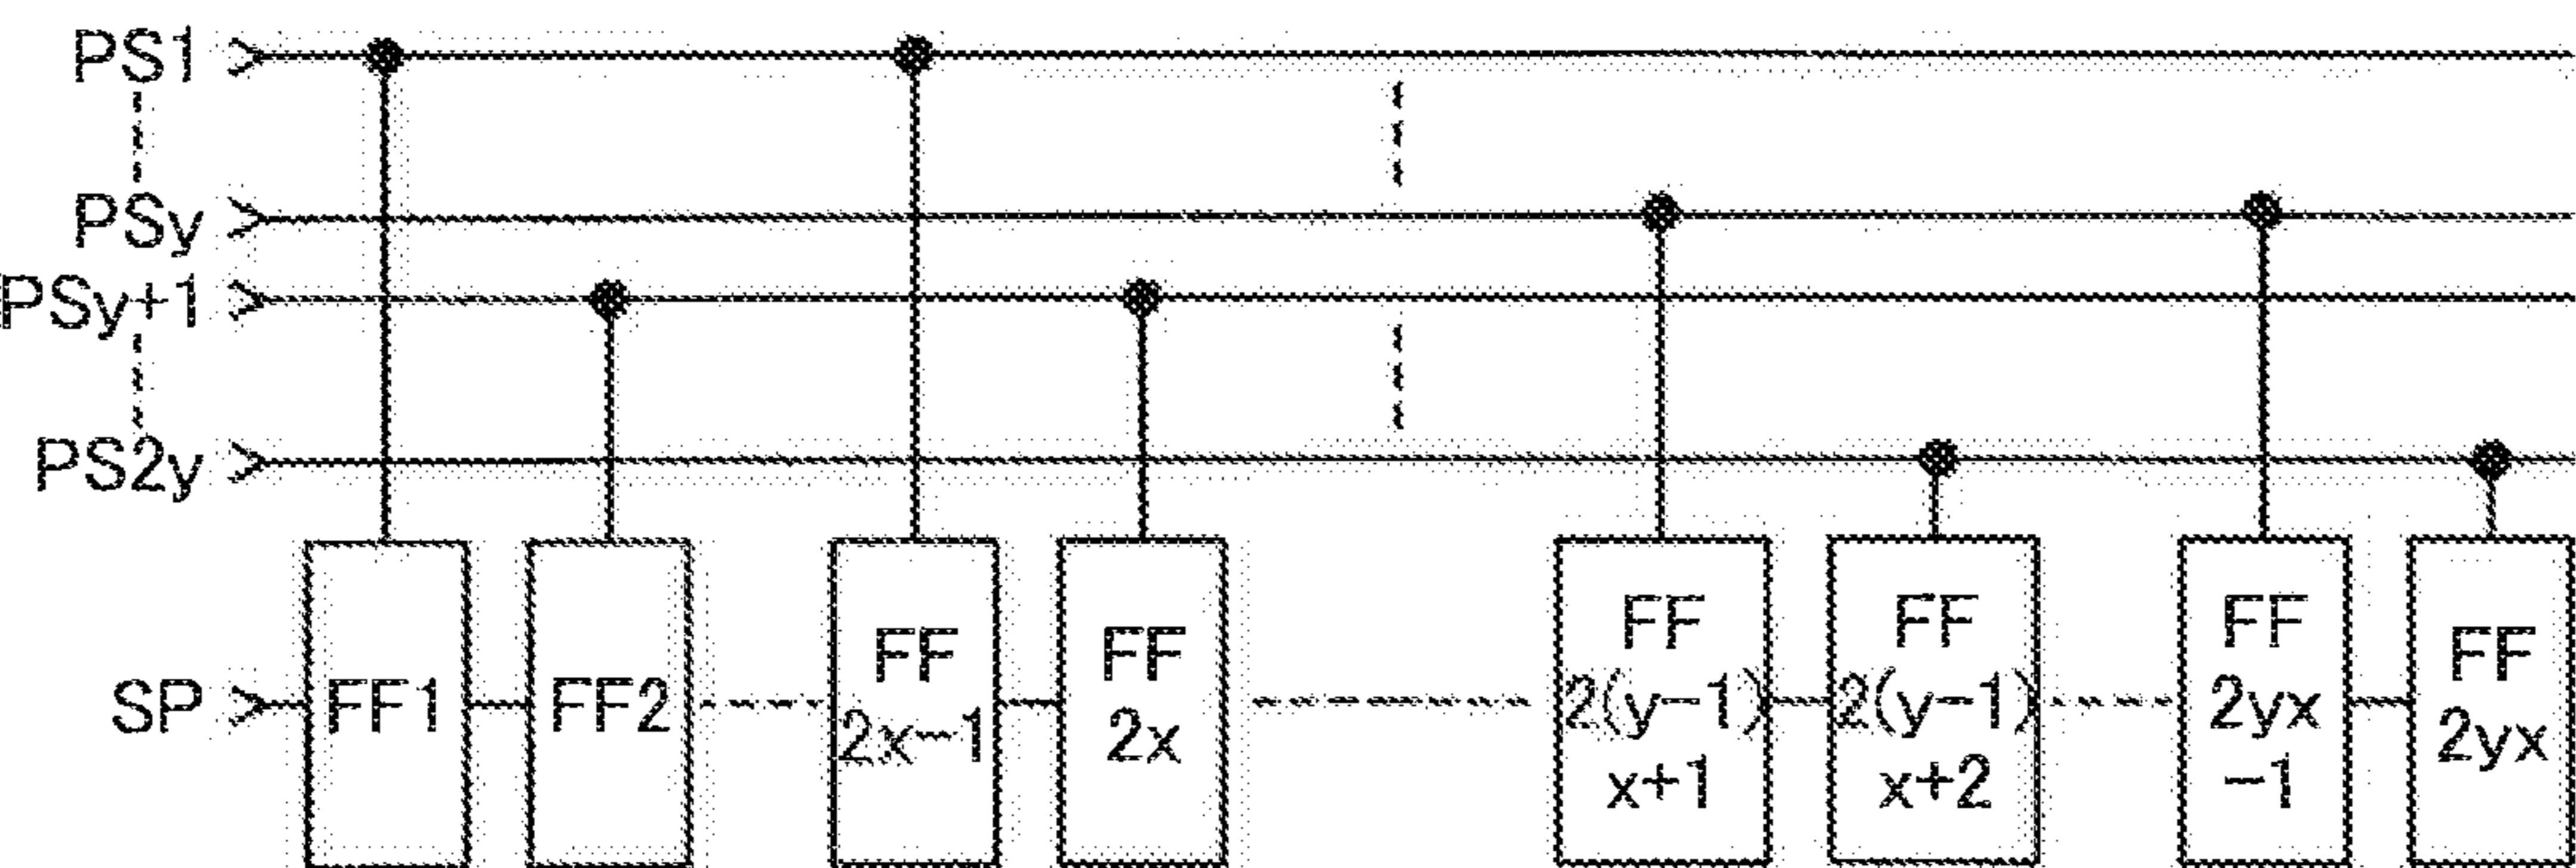 PS1
PSy
PSy+1
PS2y
SP
FF1
FF2
FF
2x-1
FF
2x
FF
2(y-1)
x+1
FF
2(y-1)
x+2
FF
2yx
-1
FF
2yx